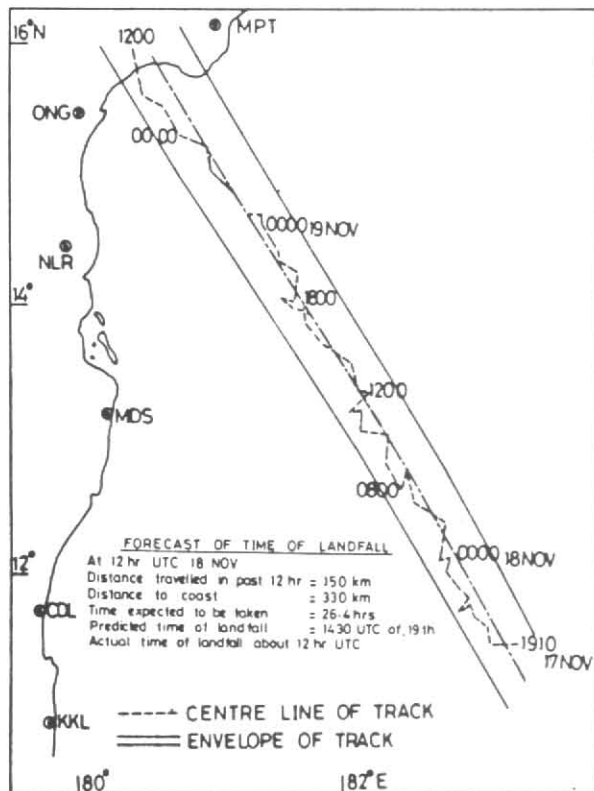 16°N
MPT
1200
ONG
00.00
0000 19 NOV
NLR
14°
1800
MDS
1200
0800
FORECAST OF TIME OF LANDFALL
At 12 hr UTC 18 NOV
Distance travelled in past 12 hr = 150 km
Distance to coast = 330 km
Time expected to be taken = 26.4 hrs
Predicted time of landfall = 1430 UTC of 19th
Actual time of landfall about 12 hr UTC
12°
0000 18 NOV
CDL
1910
17 NOV
KKL
CENTRE LINE OF TRACK
ENVELOPE OF TRACK
80°
82°E